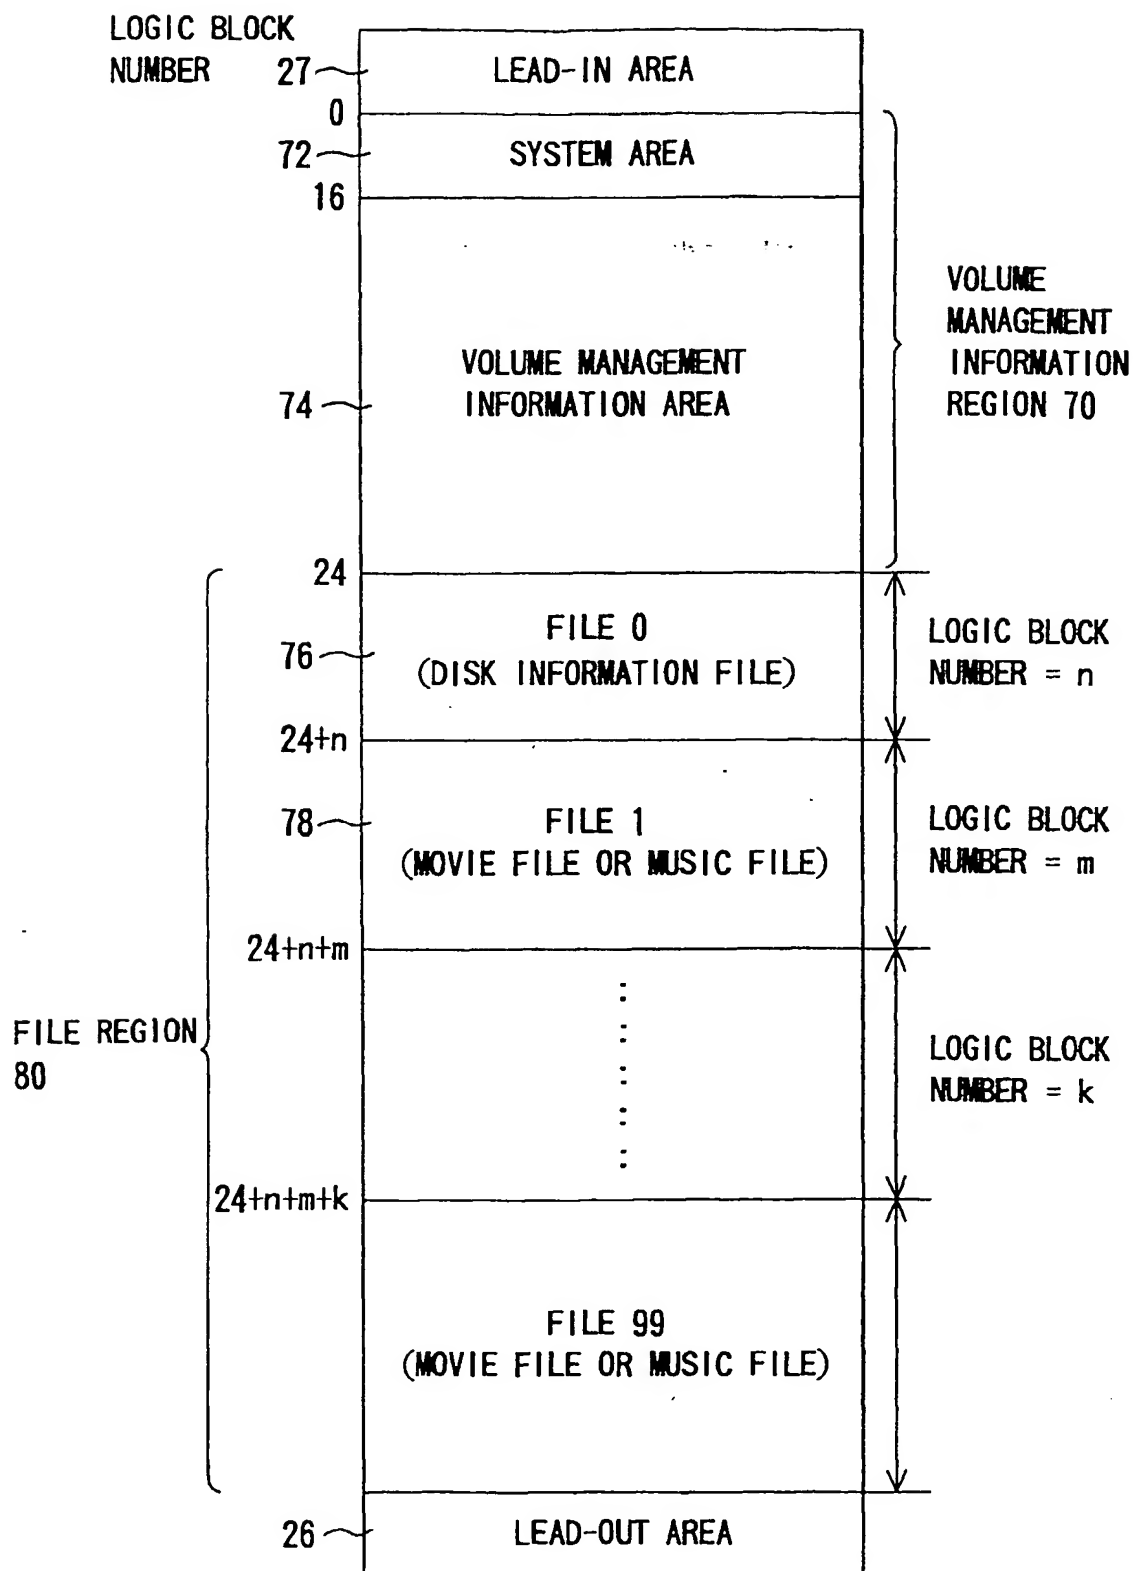 LOGIC BLOCK
NUMBER
27
LEAD-IN AREA
0
72
SYSTEM AREA
16
VOLUME
MANAGEMENT
INFORMATION
REGION 70
74
VOLUME MANAGEMENT
INFORMATION AREA
24
76
FILE 0
(DISK INFORMATION FILE)
LOGIC BLOCK
NUMBER = n
24+n
78
FILE 1
(MOVIE FILE OR MUSIC FILE)
LOGIC BLOCK
NUMBER = m
24+n+m
FILE REGION
80
LOGIC BLOCK
NUMBER = k
24+n+m+k
FILE 99
(MOVIE FILE OR MUSIC FILE)
26
LEAD-OUT AREA